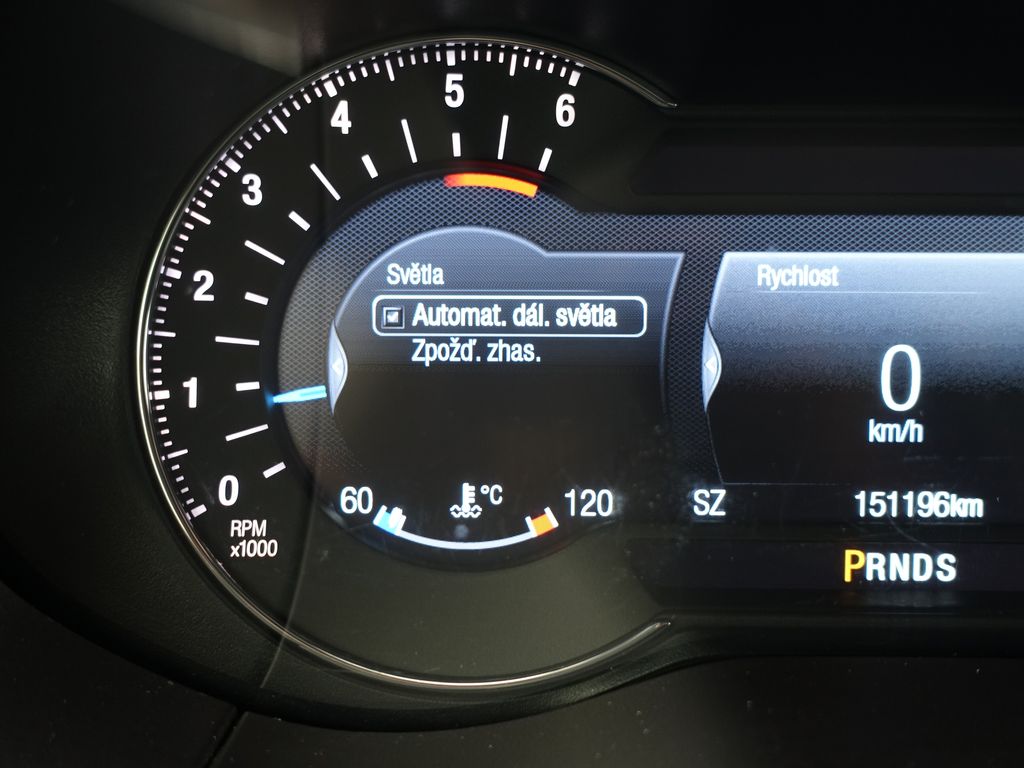 6
5
4
3
2
1
0
RPM
x1000
Světla
Automat. dál. světla
Zpožď. zhas.
60
°C
120
Rychlost
0
km/h
SZ
151196km
PRNDS